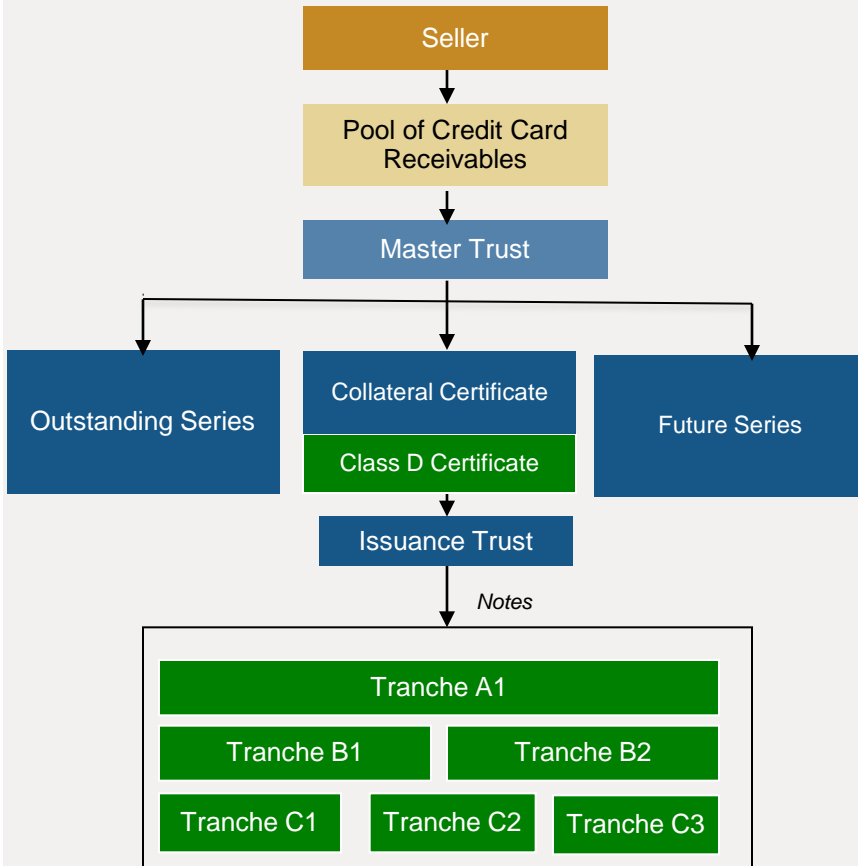 Seller
Pool of Credit Card
Receivables
Master Trust
Outstanding Series
Collateral Certificate
Class D Certificate
Future Series
Issuance Trust
Notes
Tranche A1
Tranche B1
Tranche B2
Tranche C1
Tranche C2
Tranche C3